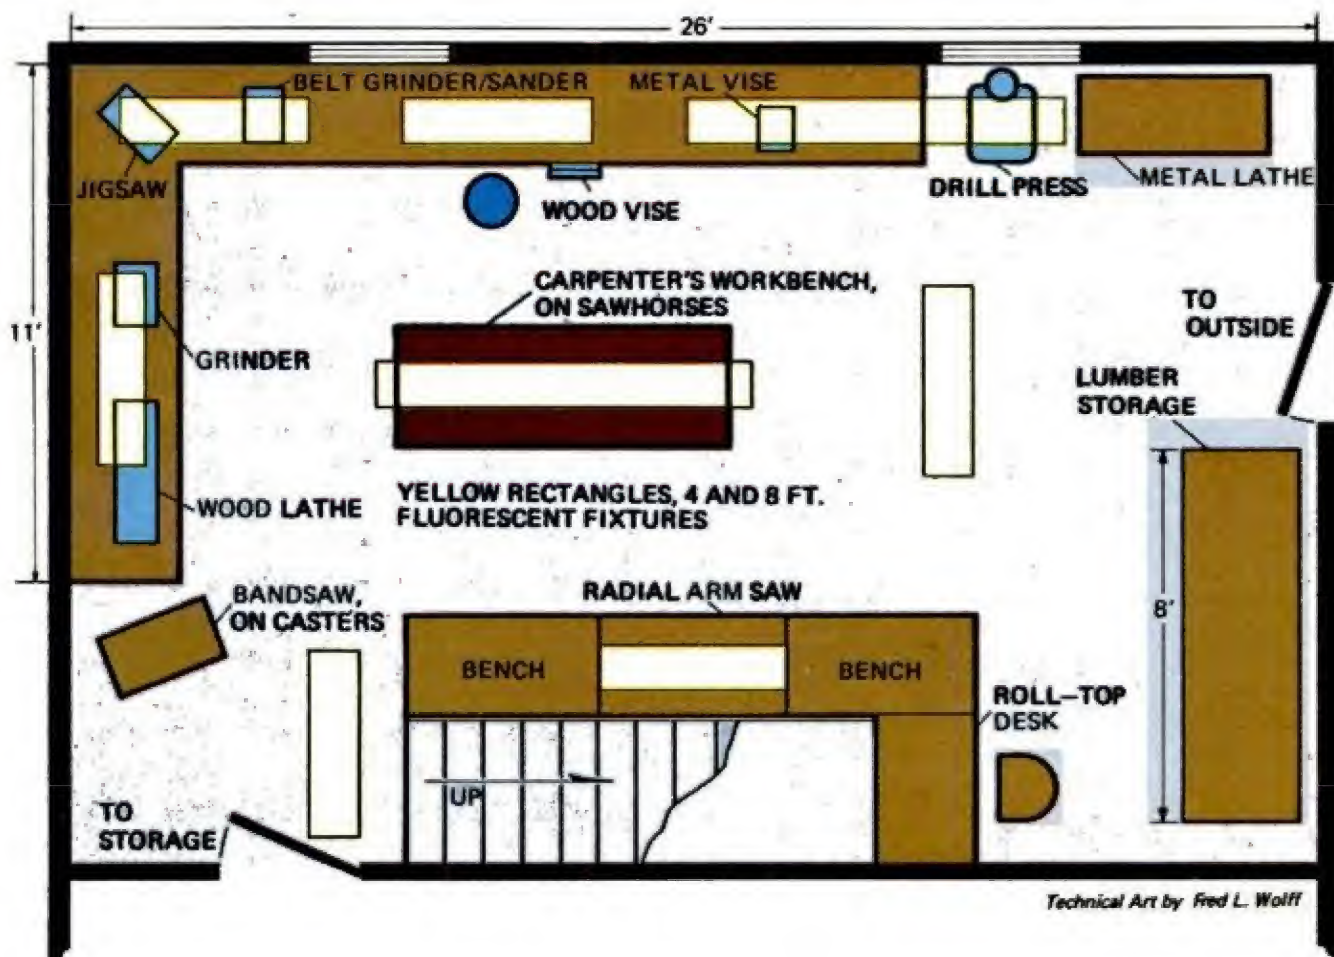 26'
BELT GRINDER/SANDER
METAL VISE
JIGSAW
WOOD VISE
DRILL PRESS
METAL LATHE
11'
CARPENTER'S WORKBENCH,
ON SAWHORSES
TO
OUTSIDE
GRINDER
LUMBER
STORAGE
WOOD LATHE
YELLOW RECTANGLES, 4 AND 8 FT.
FLUORESCENT FIXTURES
BANDSAW,
ON CASTERS
RADIAL ARM SAW
8'
BENCH
BENCH
ROLL-TOP
DESK
UP
TO
STORAGE
Technical Art by Fred L. Wolff